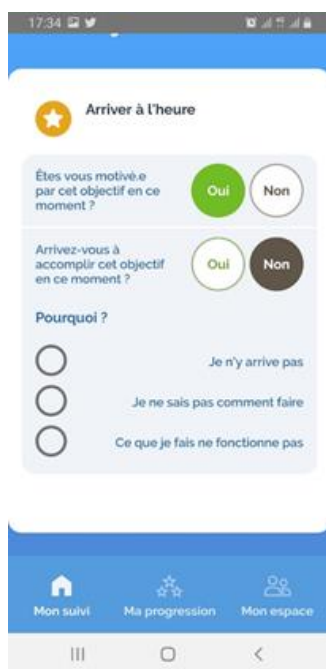 17:34
Arriver à l'heure
Êtes vous motivé.e
par cet objectif en ce
moment ?
Oui
Non
Arrivez-vous à
accomplir cet objectif
en ce moment ?
Oui
Non
Pourquoi ?
Je n'y arrive pas
Je ne sais pas comment faire
Ce que je fais ne fonctionne pas
Mon suivi
Ma progression
Mon espace